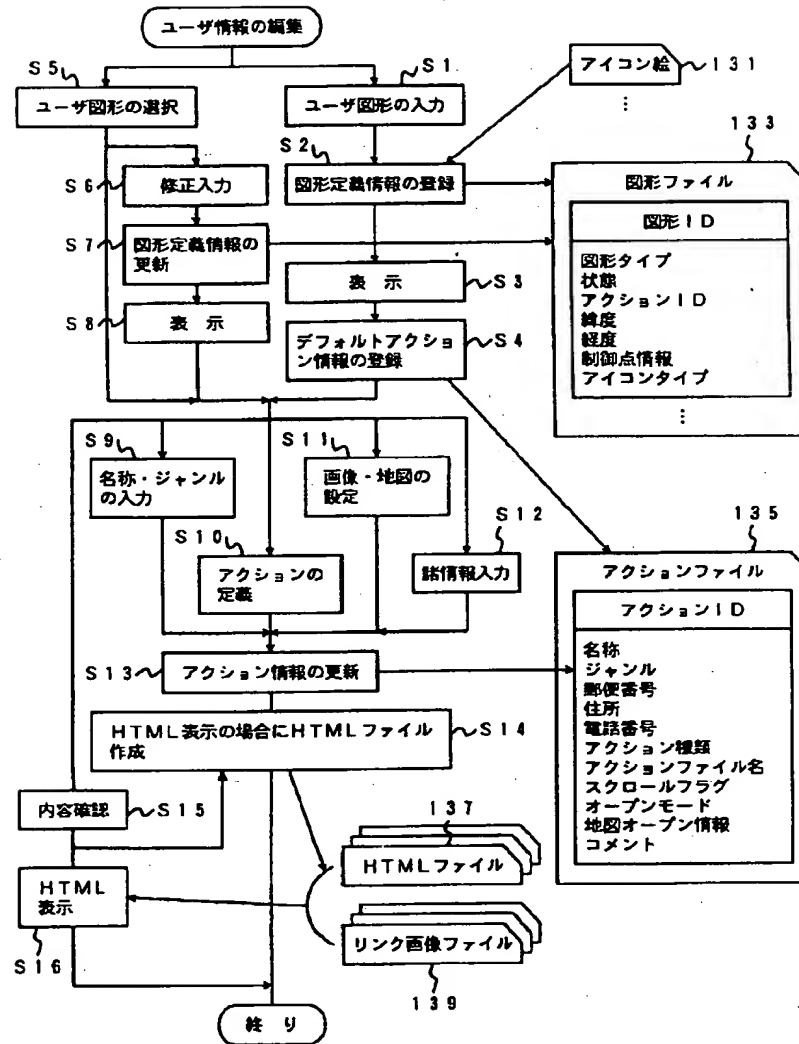 ユーザ情報の編集
S5
S1
アイコン絵
131
ユーザ図形の選択
ユーザ図形の入力
S2
133
S6
修正入力
図形定義情報の登録
図形ファイル
図形ID
S7
図形定義情報の
更新
図形タイプ
状態
アクションID
緯度
経度
制御点情報
アイコンタイプ
表 示
S3
S8
表 示
デフォルトアクション
情報の登録
S4
S9
S11
名称・ジャンル
の入力
画像・地図の
設定
S12
135
S10
アクションの
定義
諸情報入力
アクションファイル
アクションID
名称
ジャンル
郵便番号
住所
電話番号
アクション種類
アクションファイル名
スクロールフラグ
オープンモード
地図オープン情報
コメント
S13
アクション情報の更新
HTML表示の場合にHTMLファイル
作成
S14
内容確認
S15
137
HTMLファイル
HTML
表示
S16
リンク画像ファイル
139
終 り